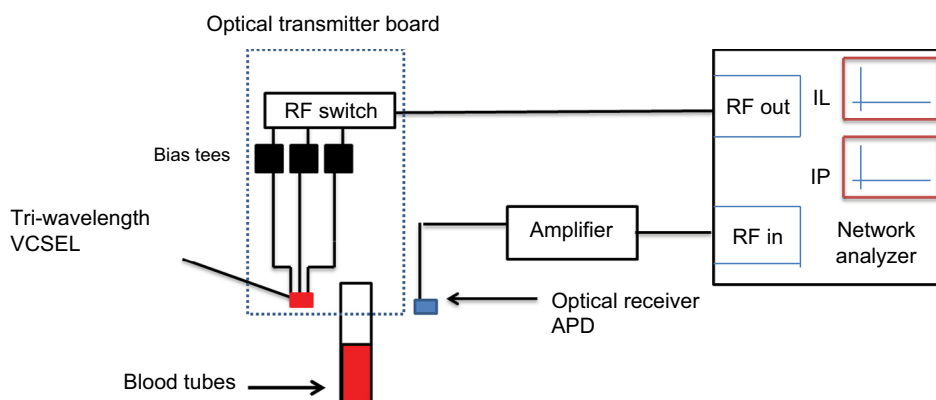 Optical transmitter board
RF switch
RF out
IL
Bias tees
IP
Tri-wavelength
VCSEL
Amplifier
RF in
Network
analyzer
Optical receiver
APD
Blood tubes